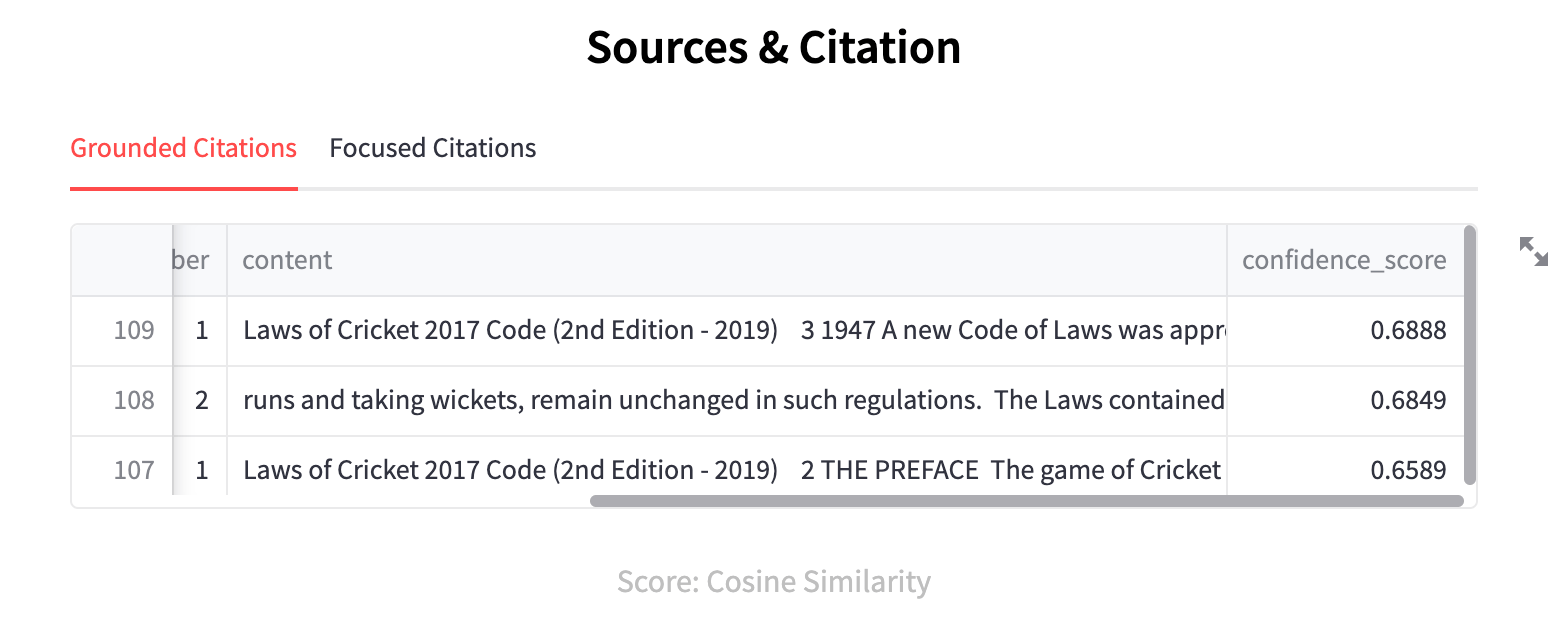 Sources & Citation
Grounded Citations Focused Citations
ber content confidence_score
109 1 Laws of Cricket 2017 Code (2nd Edition - 2019) 3 1947 A new Code of Laws was appr 0.6888
108 2 runs and taking wickets, remain unchanged in such regulations. The Laws contained 0.6849
107 1 Laws of Cricket 2017 Code (2nd Edition - 2019) 2 THE PREFACE The game of Cricket 0.6589
Score: Cosine Similarity